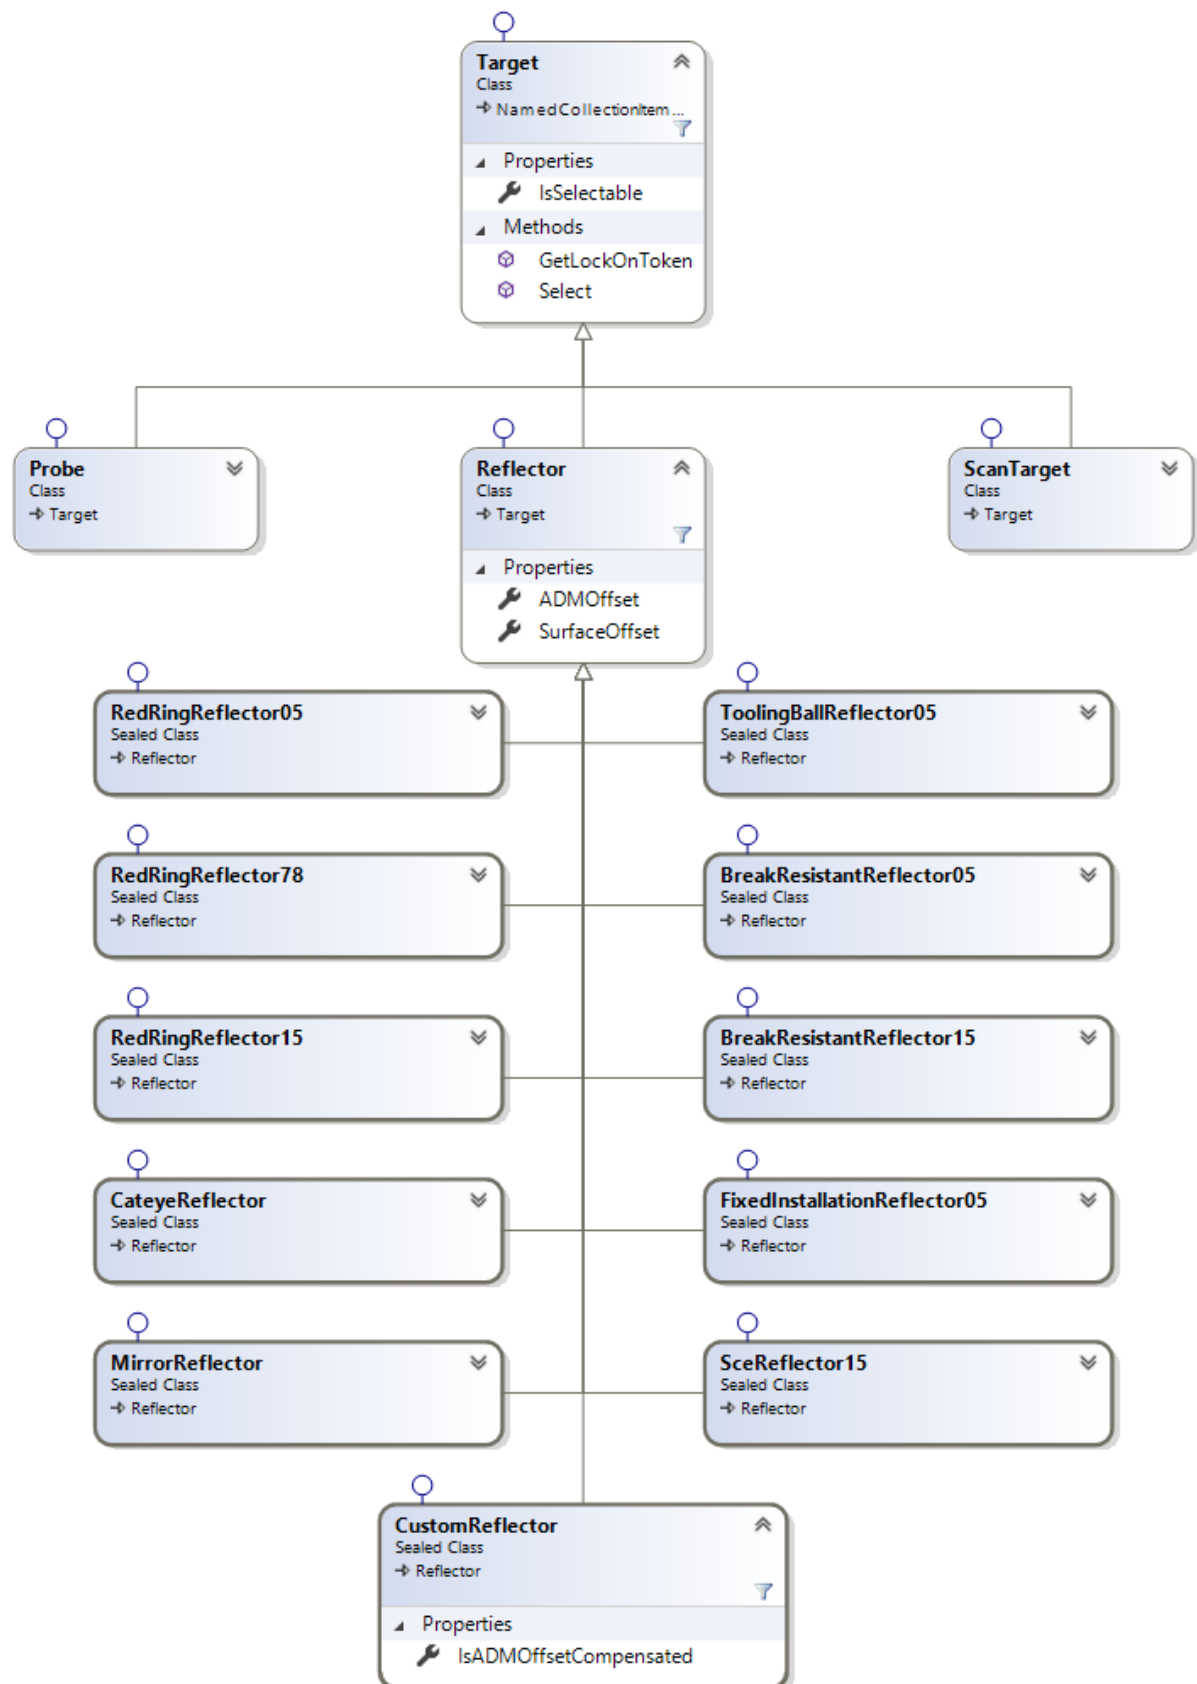 Target
Class
NamedCollectionItem...
Properties
IsSelectable
Methods
GetLockOnToken
Select
Probe
Class
Target
Reflector
Class
Target
Properties
ADMOffset
SurfaceOffset
ScanTarget
Class
Target
RedRingReflector05
Sealed Class
Reflector
ToolingBallReflector05
Sealed Class
Reflector
RedRingReflector78
Sealed Class
Reflector
BreakResistantReflector05
Sealed Class
Reflector
RedRingReflector15
Sealed Class
Reflector
BreakResistantReflector15
Sealed Class
Reflector
CateyeReflector
Sealed Class
Reflector
FixedInstallationReflector05
Sealed Class
Reflector
MirrorReflector
Sealed Class
Reflector
SceReflector15
Sealed Class
Reflector
CustomReflector
Sealed Class
Reflector
Properties
IsADMOffsetCompensated